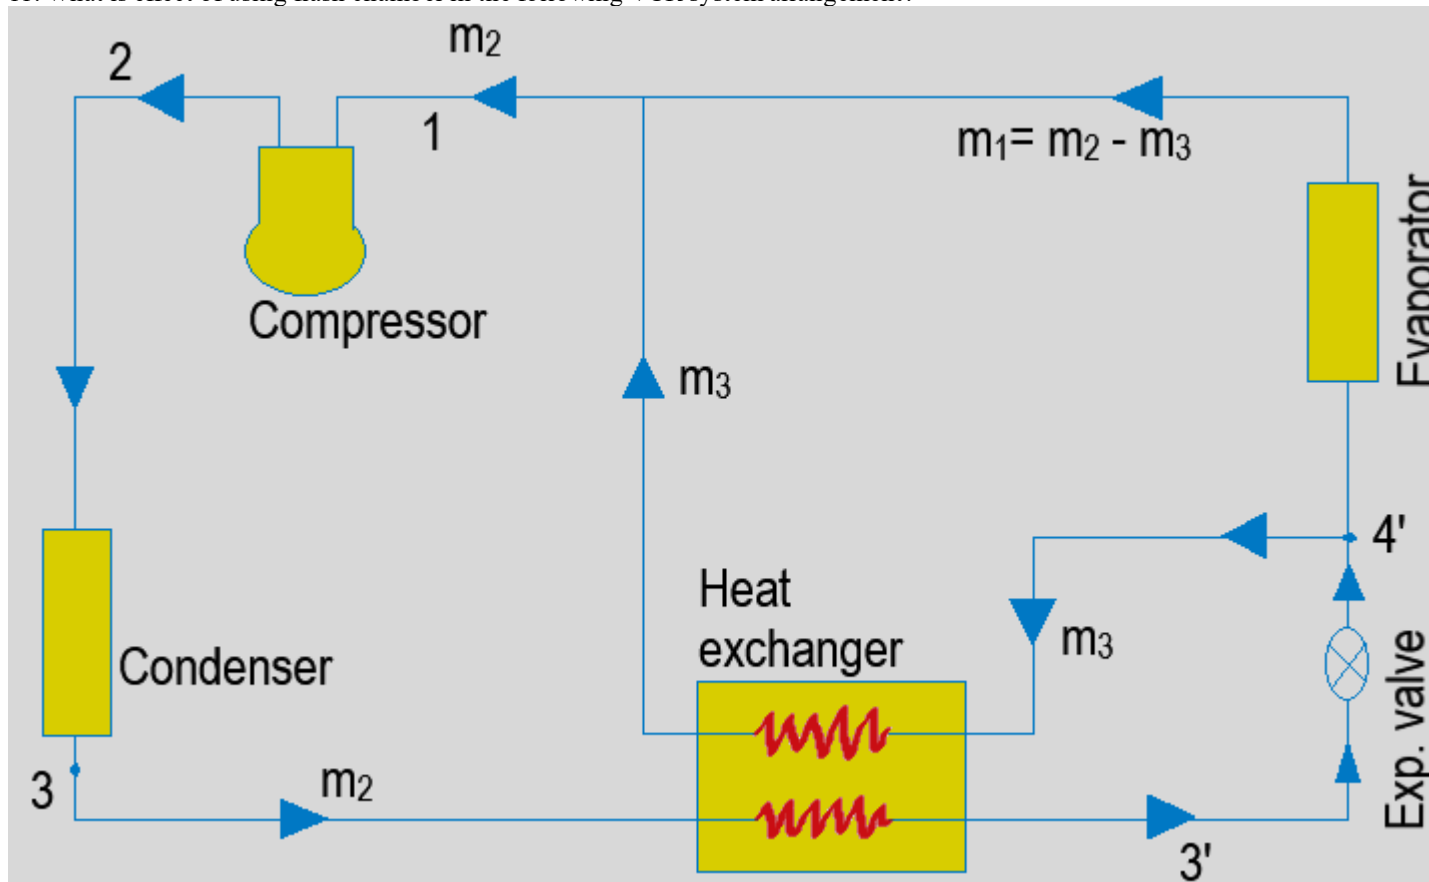 m2
2
1
m1= m2 - m3
Evaporator
Compressor
m3
4'
Heat
exchanger
m3
Condenser
Exp. valve
3
m2
3'